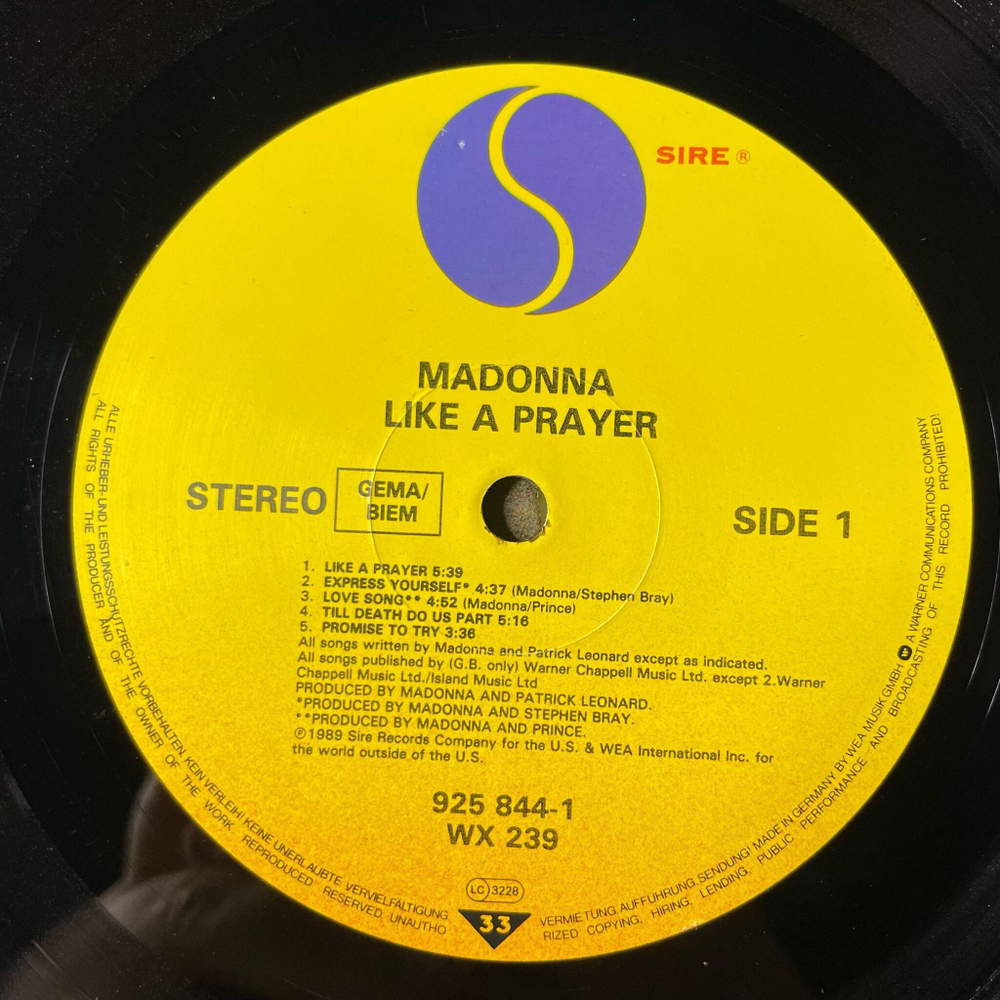 SIRE ®
MADONNA
LIKE A PRAYER
STEREO
GEMA/
BIEM
SIDE 1
1. LIKE A PRAYER 5:39
2. EXPRESS YOURSELF* 4:37 (Madonna/Stephen Bray)
3. LOVE SONG** 4:52 (Madonna/Prince)
4. TILL DEATH DO US PART 5:16
5. PROMISE TO TRY 3:36
All songs written by Madonna and Patrick Leonard except as indicated.
All songs published by (G.B. only) Warner Chappell Music Ltd. except 2.Warner
Chappell Music Ltd./Island Music Ltd
PRODUCED BY MADONNA AND PATRICK LEONARD.
*PRODUCED BY MADONNA AND STEPHEN BRAY.
**PRODUCED BY MADONNA AND PRINCE.
℗1989 Sire Records Company for the U.S. & WEA International Inc. for
the world outside of the U.S.
925 844-1
WX 239
LC 3228
33
ALLE URHEBER- UND LEISTUNGSSCHUTZRECHTE VORBEHALTEN. KEIN VERLEIH! KEINE UNERLAUBTE VERVIELFÄLTIGUNG VERMIETUNG, AUFFÜHRUNG, SENDUNG! MADE IN GERMANY BY WEA MUSIK GMBH A WARNER COMMUNICATIONS COMPANY
ALL RIGHTS OF THE PRODUCER AND OF THE OWNER OF THE WORK REPRODUCED RESERVED. UNAUTHO RIZED COPYING, HIRING, LENDING, PUBLIC PERFORMANCE AND BROADCASTING OF THIS RECORD PROHIBITED!